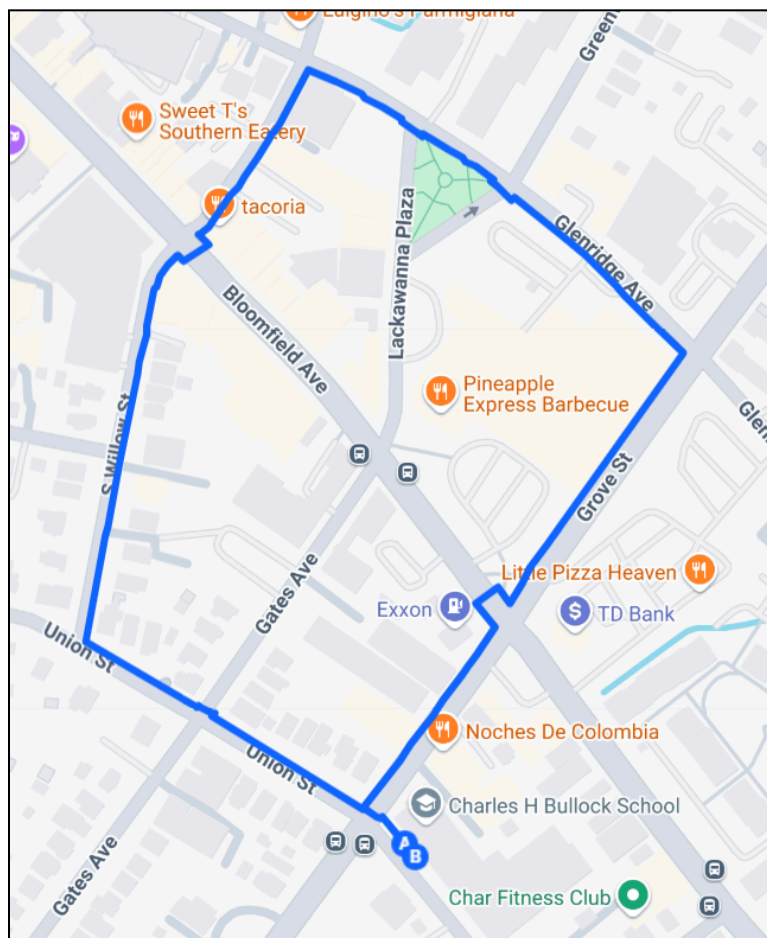 Luigino's Parmigiana
Sweet T's
Southern Eatery
tacoria
Lackawanna Plaza
Glenridge Ave
Bloomfield Ave
Pineapple
Express Barbecue
S Willow St
Grove St
Gates Ave
Little Pizza Heaven
Exxon
$
TD Bank
Union St
Noches De Colombia
Union St
Charles H Bullock School
A
B
Gates Ave
Char Fitness Club